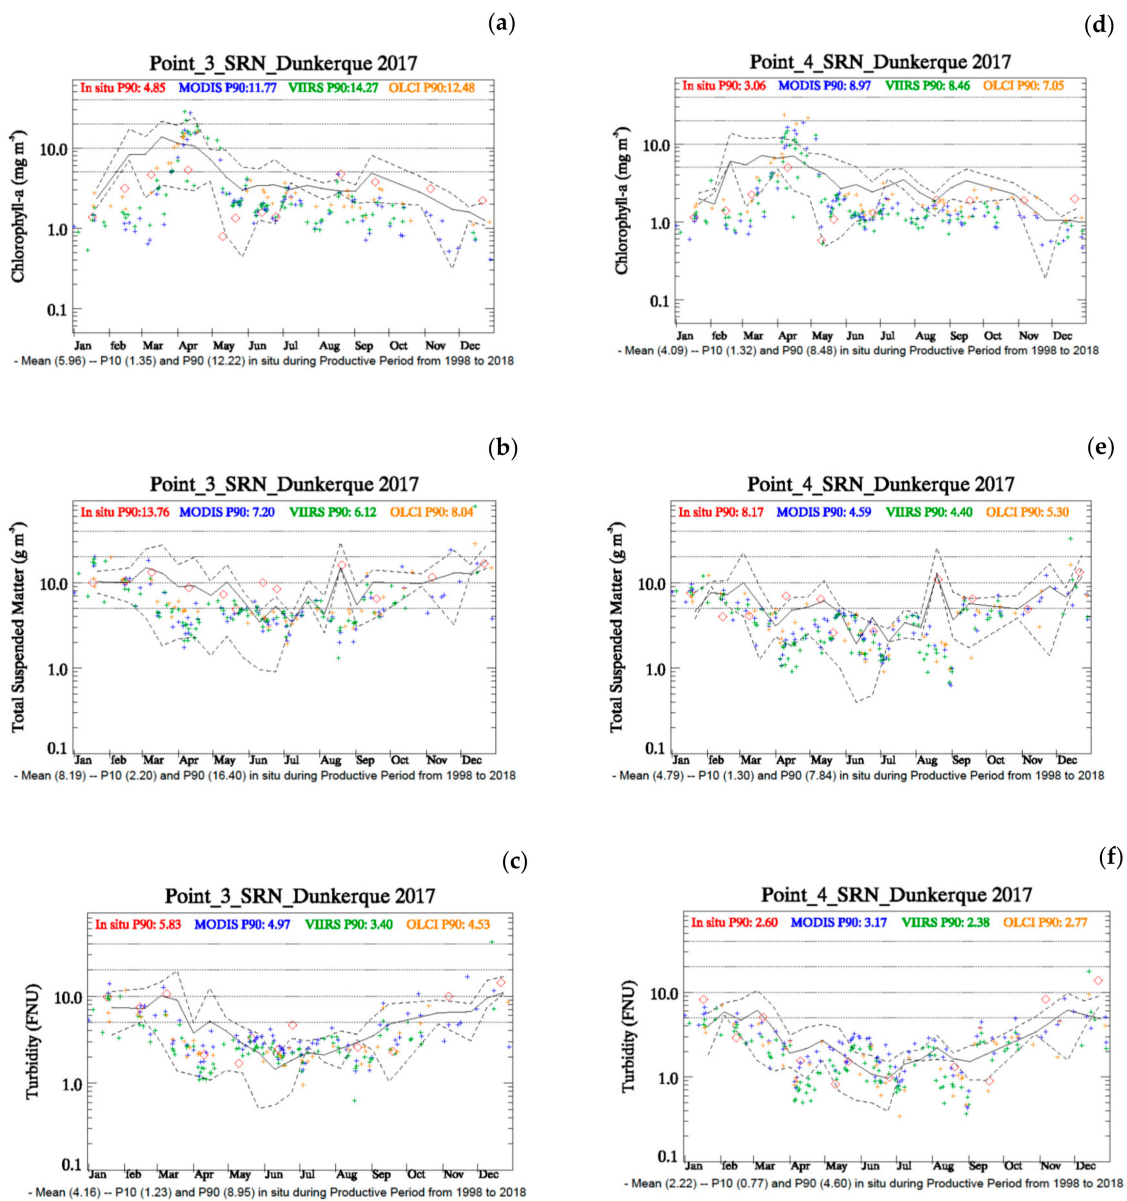 (a)
Point_3_SRN_Dunkerque 2017
In situ P90: 4.85 MODIS P90:11.77 VIIRS P90:14.27 OLCI P90:12.48
Chlorophyll-a (mg m⁻³)
10.0
1.0
0.1
Jan feb Mar Apr May Jun Jul Aug Sep Oct Nov Dec
- Mean (5.96) -- P10 (1.35) and P90 (12.22) in situ during Productive Period from 1998 to 2018
(d)
Point_4_SRN_Dunkerque 2017
In situ P90: 3.06 MODIS P90: 8.97 VIIRS P90: 8.46 OLCI P90: 7.05
Chlorophyll-a (mg m⁻³)
10.0
1.0
0.1
Jan feb Mar Apr May Jun Jul Aug Sep Oct Nov Dec
- Mean (4.09) -- P10 (1.32) and P90 (8.48) in situ during Productive Period from 1998 to 2018
(b)
Point_3_SRN_Dunkerque 2017
In situ P90:13.76 MODIS P90: 7.20 VIIRS P90: 6.12 OLCI P90: 8.04
Total Suspended Matter (g m⁻³)
10.0
1.0
0.1
Jan feb Mar Apr May Jun Jul Aug Sep Oct Nov Dec
- Mean (8.19) -- P10 (2.20) and P90 (16.40) in situ during Productive Period from 1998 to 2018
(e)
Point_4_SRN_Dunkerque 2017
In situ P90: 8.17 MODIS P90: 4.59 VIIRS P90: 4.40 OLCI P90: 5.30
Total Suspended Matter (g m⁻³)
10.0
1.0
0.1
Jan feb Mar Apr May Jun Jul Aug Sep Oct Nov Dec
- Mean (4.79) -- P10 (1.30) and P90 (7.84) in situ during Productive Period from 1998 to 2018
(c)
Point_3_SRN_Dunkerque 2017
In situ P90: 5.83 MODIS P90: 4.97 VIIRS P90: 3.40 OLCI P90: 4.53
Turbidity (FNU)
10.0
1.0
0.1
Jan feb Mar Apr May Jun Jul Aug Sep Oct Nov Dec
- Mean (4.16) -- P10 (1.23) and P90 (8.95) in situ during Productive Period from 1998 to 2018
(f)
Point_4_SRN_Dunkerque 2017
In situ P90: 2.60 MODIS P90: 3.17 VIIRS P90: 2.38 OLCI P90: 2.77
Turbidity (FNU)
10.0
1.0
0.1
Jan feb Mar Apr May Jun Jul Aug Sep Oct Nov Dec
- Mean (2.22) -- P10 (0.77) and P90 (4.60) in situ during Productive Period from 1998 to 2018